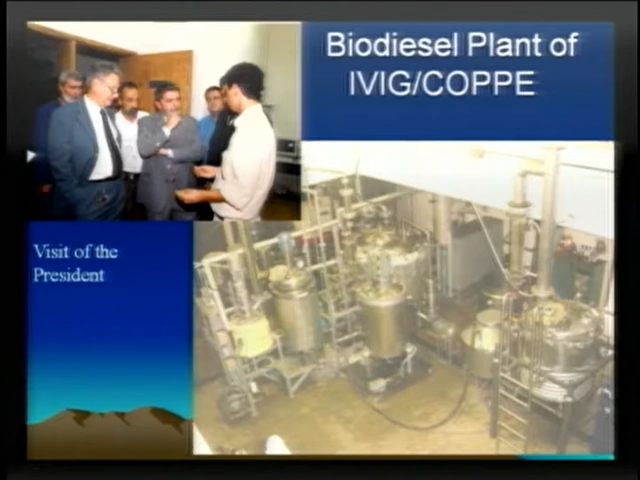 Biodiesel Plant of
IVIG/COPPE
Visit of the
President